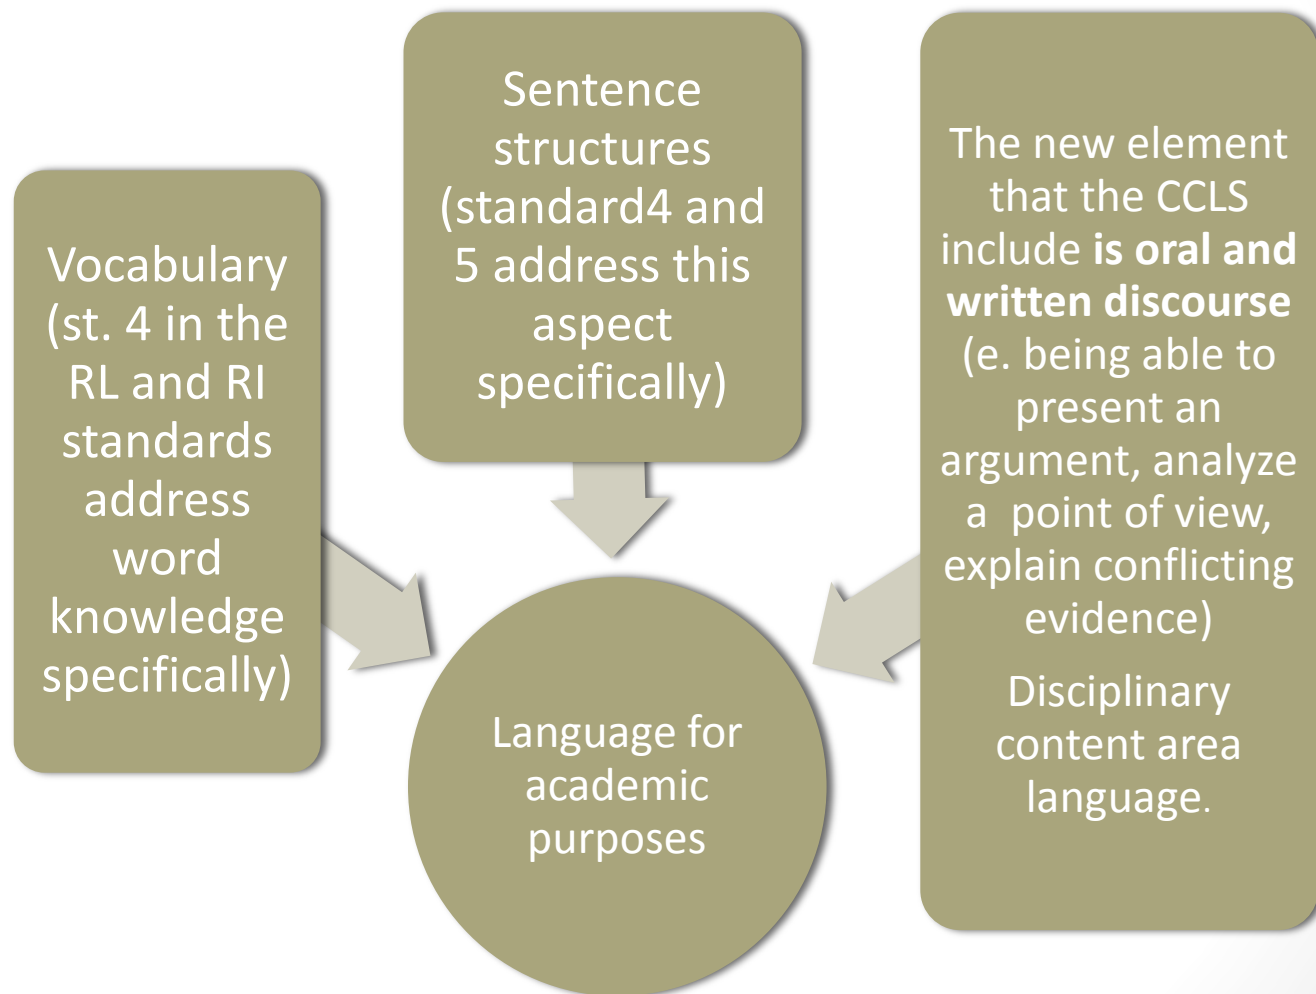 Vocabulary
(st. 4 in the
RL and RI
standards
address
word
knowledge
specifically)
Sentence
structures
(standard4 and
5 address this
aspect
specifically)
The new element
that the CCLS
include is oral and
written discourse
(e. being able to
present an
argument, analyze
a point of view,
explain conflicting
evidence)
Disciplinary
content area
language.
Language for
academic
purposes